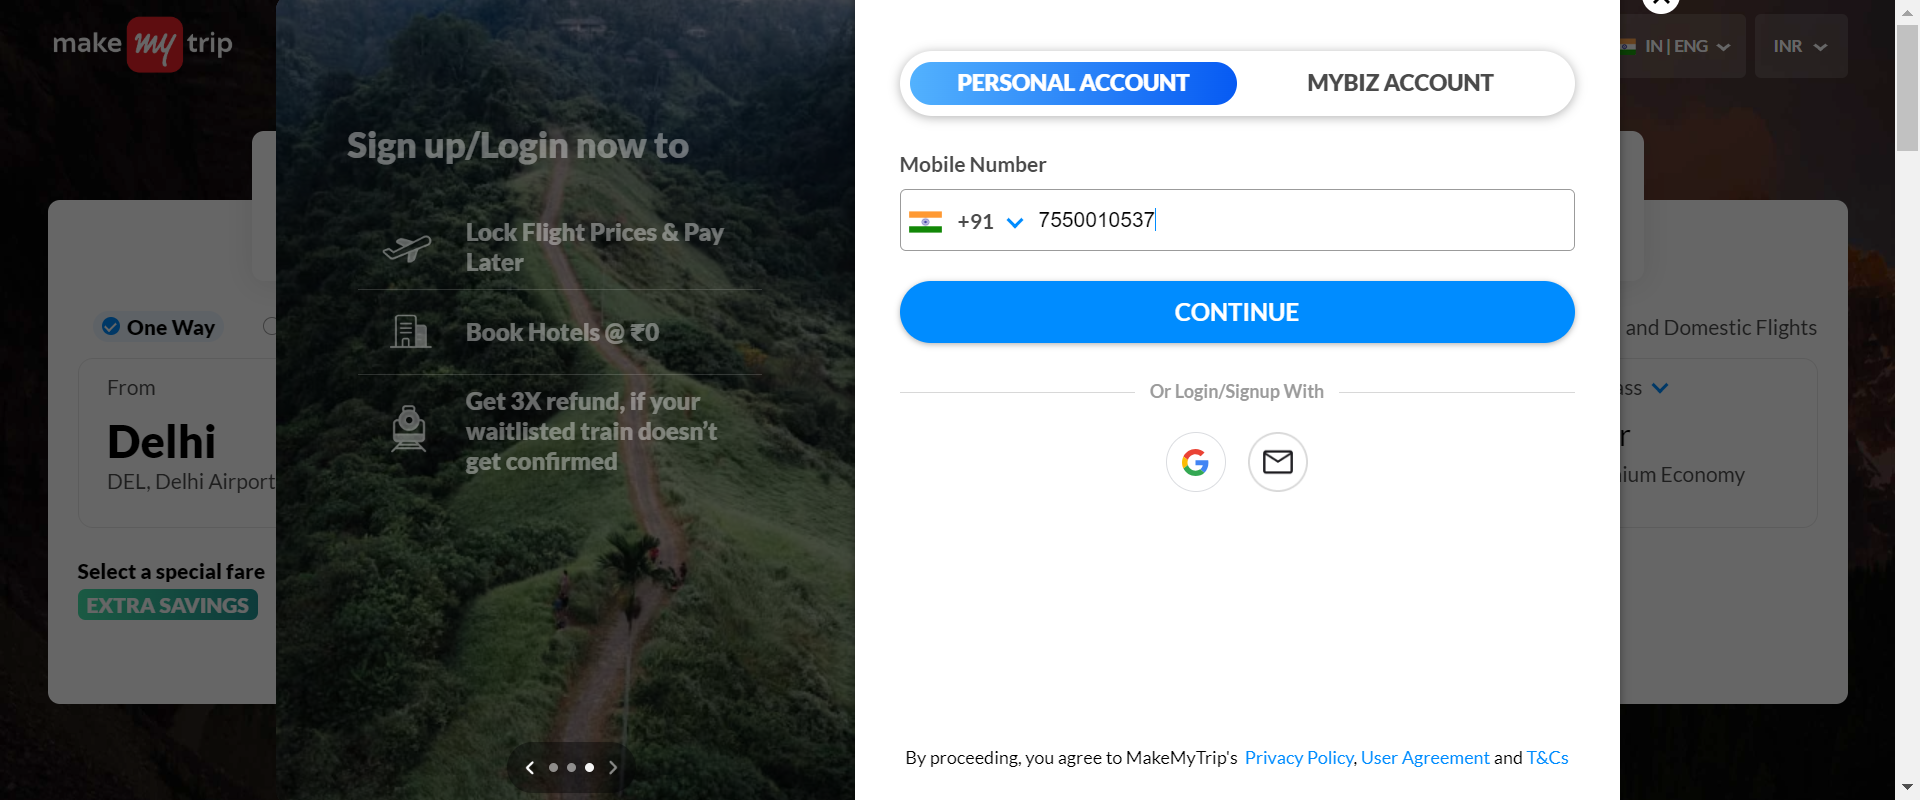 make my trip
IN | ENG
INR
One Way
From
Delhi
DEL, Delhi Airport
Select a special fare
EXTRA SAVINGS
Sign up/Login now to
Lock Flight Prices & Pay
Later
Book Hotels @ ₹0
Get 3X refund, if your
waitlisted train doesn’t
get confirmed
PERSONAL ACCOUNT
MYBIZ ACCOUNT
Mobile Number
+91
7550010537
CONTINUE
Or Login/Signup With
By proceeding, you agree to MakeMyTrip's Privacy Policy, User Agreement and T&Cs
and Domestic Flights
Economy